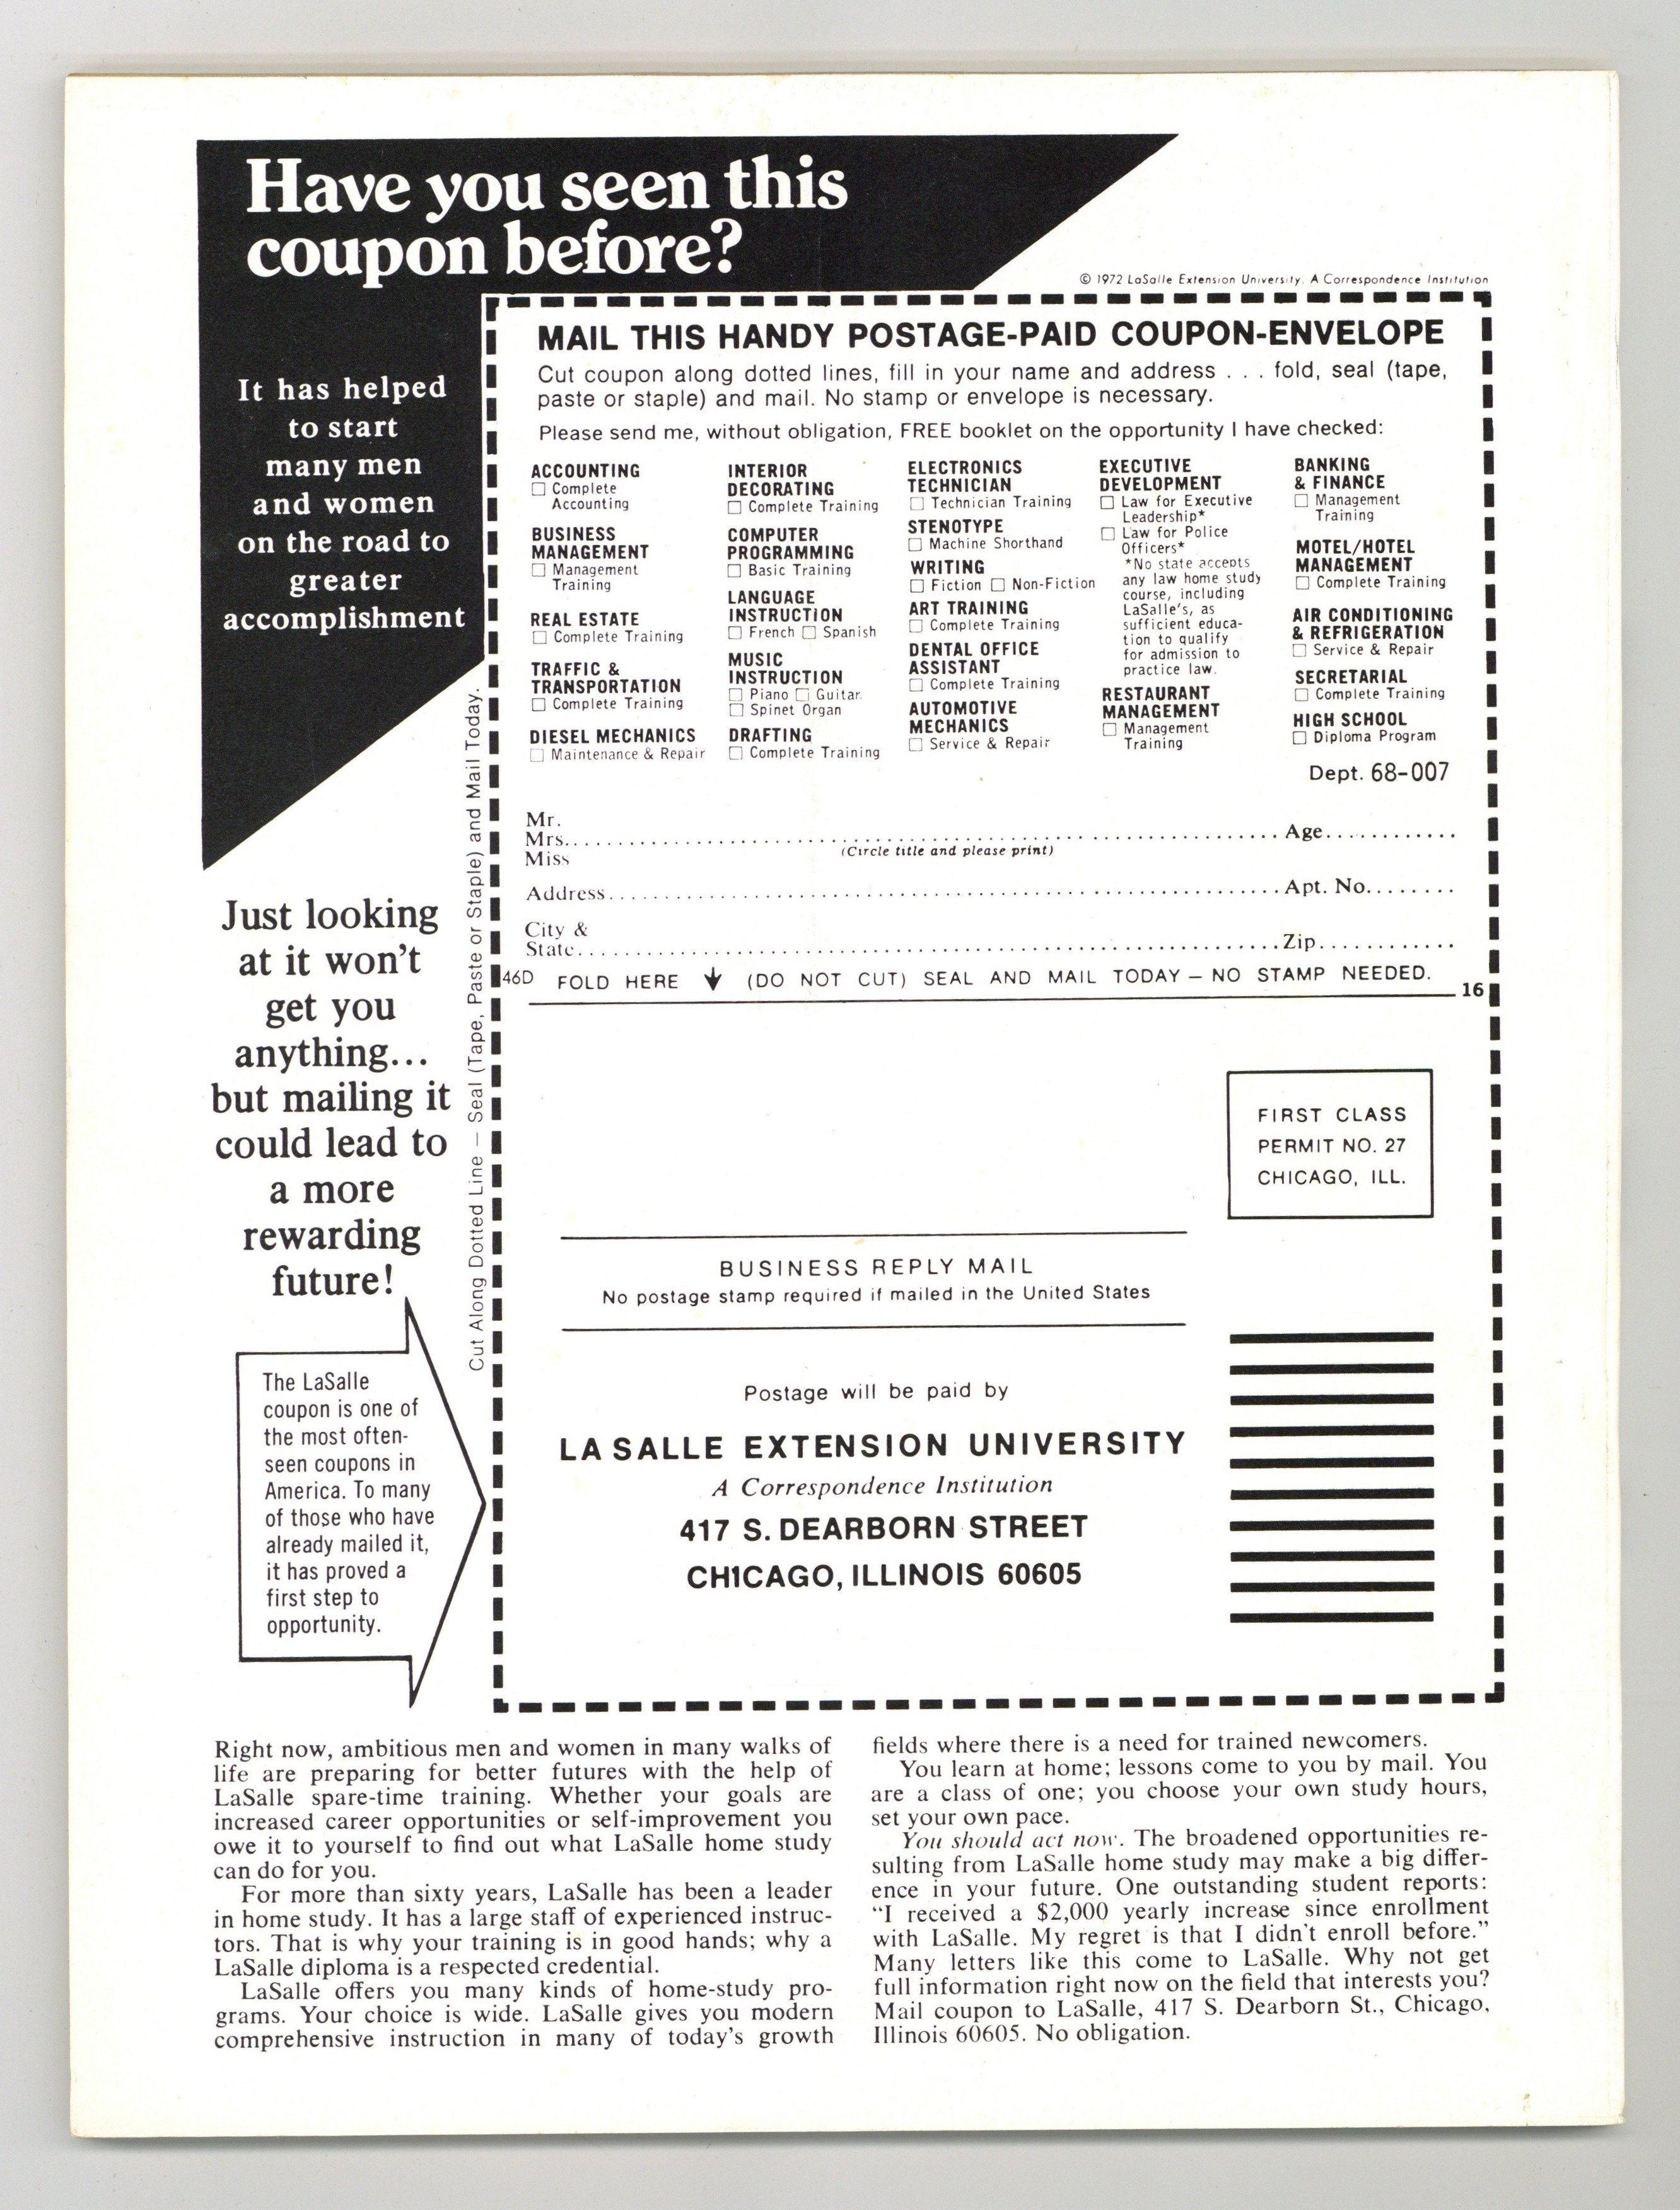 Have you seen this
coupon before?
© 1972 LaSalle Extension University. A Correspondence Institution
It has helped
to start
many men
and women
on the road to
greater
accomplishment
Just looking
at it won't
get you
anything...
but mailing it
could lead to
a more
rewarding
future!
The LaSalle
coupon is one of
the most often-
seen coupons in
America. To many
of those who have
already mailed it,
it has proved a
first step to
opportunity.
Cut Along Dotted Line — Seal (Tape, Paste or Staple) and Mail Today.
MAIL THIS HANDY POSTAGE-PAID COUPON-ENVELOPE
Cut coupon along dotted lines, fill in your name and address . . . fold, seal (tape,
paste or staple) and mail. No stamp or envelope is necessary.
Please send me, without obligation, FREE booklet on the opportunity I have checked:
ACCOUNTING
☐ Complete
Accounting
BUSINESS
MANAGEMENT
☐ Management
Training
REAL ESTATE
☐ Complete Training
TRAFFIC &
TRANSPORTATION
☐ Complete Training
DIESEL MECHANICS
☐ Maintenance & Repair
INTERIOR
DECORATING
☐ Complete Training
COMPUTER
PROGRAMMING
☐ Basic Training
LANGUAGE
INSTRUCTION
☐ French ☐ Spanish
MUSIC
INSTRUCTION
☐ Piano ☐ Guitar
☐ Spinet Organ
DRAFTING
☐ Complete Training
ELECTRONICS
TECHNICIAN
☐ Technician Training
STENOTYPE
☐ Machine Shorthand
WRITING
☐ Fiction ☐ Non-Fiction
ART TRAINING
☐ Complete Training
DENTAL OFFICE
ASSISTANT
☐ Complete Training
AUTOMOTIVE
MECHANICS
☐ Service & Repair
EXECUTIVE
DEVELOPMENT
☐ Law for Executive
Leadership*
☐ Law for Police
Officers*
*No state accepts
any law home study
course, including
LaSalle's, as
sufficient educa-
tion to qualify
for admission to
practice law.
RESTAURANT
MANAGEMENT
☐ Management
Training
BANKING
& FINANCE
☐ Management
Training
MOTEL/HOTEL
MANAGEMENT
☐ Complete Training
AIR CONDITIONING
& REFRIGERATION
☐ Service & Repair
SECRETARIAL
☐ Complete Training
HIGH SCHOOL
☐ Diploma Program
Dept. 68-007
Mr.
Mrs. Age
Miss (Circle title and please print)
Address Apt. No.
City &
State Zip
46D FOLD HERE ↓ (DO NOT CUT) SEAL AND MAIL TODAY — NO STAMP NEEDED.
16
FIRST CLASS
PERMIT NO. 27
CHICAGO, ILL.
BUSINESS REPLY MAIL
No postage stamp required if mailed in the United States
Postage will be paid by
LA SALLE EXTENSION UNIVERSITY
A Correspondence Institution
417 S. DEARBORN STREET
CHICAGO, ILLINOIS 60605
Right now, ambitious men and women in many walks of
life are preparing for better futures with the help of
LaSalle spare-time training. Whether your goals are
increased career opportunities or self-improvement you
owe it to yourself to find out what LaSalle home study
can do for you.
For more than sixty years, LaSalle has been a leader
in home study. It has a large staff of experienced instruc-
tors. That is why your training is in good hands; why a
LaSalle diploma is a respected credential.
LaSalle offers you many kinds of home-study pro-
grams. Your choice is wide. LaSalle gives you modern
comprehensive instruction in many of today's growth
fields where there is a need for trained newcomers.
You learn at home; lessons come to you by mail. You
are a class of one; you choose your own study hours,
set your own pace.
You should act now. The broadened opportunities re-
sulting from LaSalle home study may make a big differ-
ence in your future. One outstanding student reports:
"I received a $2,000 yearly increase since enrollment
with LaSalle. My regret is that I didn't enroll before."
Many letters like this come to LaSalle. Why not get
full information right now on the field that interests you?
Mail coupon to LaSalle, 417 S. Dearborn St., Chicago,
Illinois 60605. No obligation.